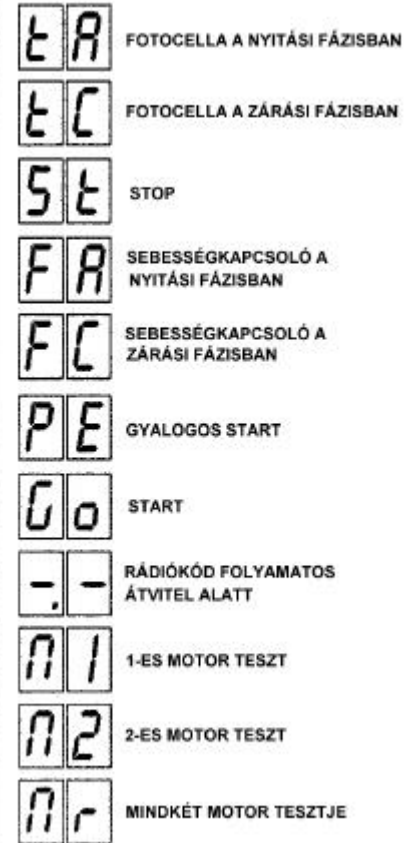 tA FOTOCELLA A NYITÁSI FÁZISBAN
tC FOTOCELLA A ZÁRÁSI FÁZISBAN
St STOP
FA SEBESSÉGKAPCSOLÓ A
NYITÁSI FÁZISBAN
FC SEBESSÉGKAPCSOLÓ A
ZÁRÁSI FÁZISBAN
PE GYALOGOS START
Go START
-.- RÁDIÓKÓD FOLYAMATOS
ÁTVITEL ALATT
M1 1-ES MOTOR TESZT
M2 2-ES MOTOR TESZT
Mr MINDKÉT MOTOR TESZTJE